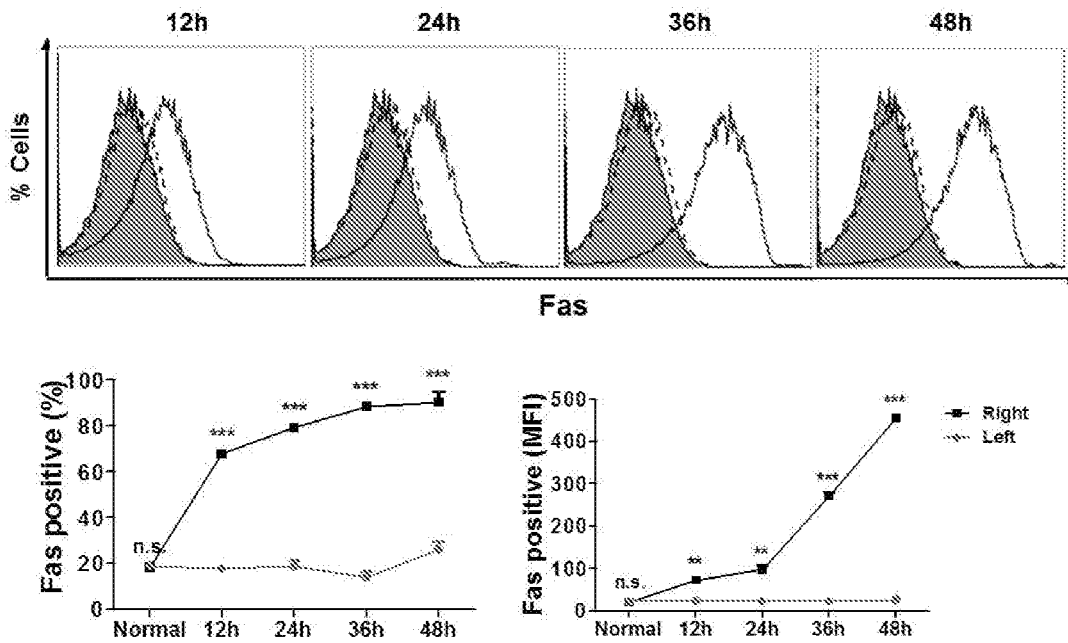 12h 24h 36h 48h
% Cells
Fas
Fas positive (%)
100
80
60
40
20
0
n.s.
***
***
***
***
Normal 12h 24h 36h 48h
Fas positive (MFI)
500
400
300
200
100
0
n.s.
**
**
***
***
Normal 12h 24h 36h 48h
Right
Left